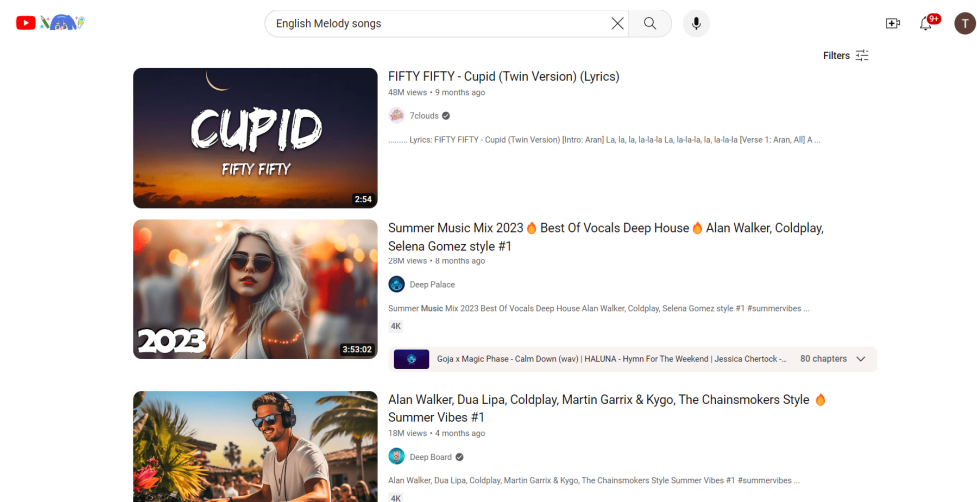 English Melody songs
9+
T
Filters
CUPID
FIFTY FIFTY
2:54
FIFTY FIFTY - Cupid (Twin Version) (Lyrics)
48M views • 9 months ago
7clouds
......... Lyrics: FIFTY FIFTY - Cupid (Twin Version) [Intro: Aran] La, la, la, la-la-la La, la-la-la, la, la-la-la [Verse 1: Aran, All] A ...
2023
3:53:02
Summer Music Mix 2023🔥 Best Of Vocals Deep House🔥 Alan Walker, Coldplay,
Selena Gomez style #1
28M views • 8 months ago
Deep Palace
Summer Music Mix 2023 Best Of Vocals Deep House Alan Walker, Coldplay, Selena Gomez style #1 #summervibes ...
4K
Goja x Magic Phase - Calm Down (wav) | HALUNA - Hymn For The Weekend | Jessica Chertock -...
80 chapters
Alan Walker, Dua Lipa, Coldplay, Martin Garrix & Kygo, The Chainsmokers Style 🔥
Summer Vibes #1
18M views • 4 months ago
Deep Board
Alan Walker, Dua Lipa, Coldplay, Martin Garrix & Kygo, The Chainsmokers Style Summer Vibes #1 #summervibes ...
4K